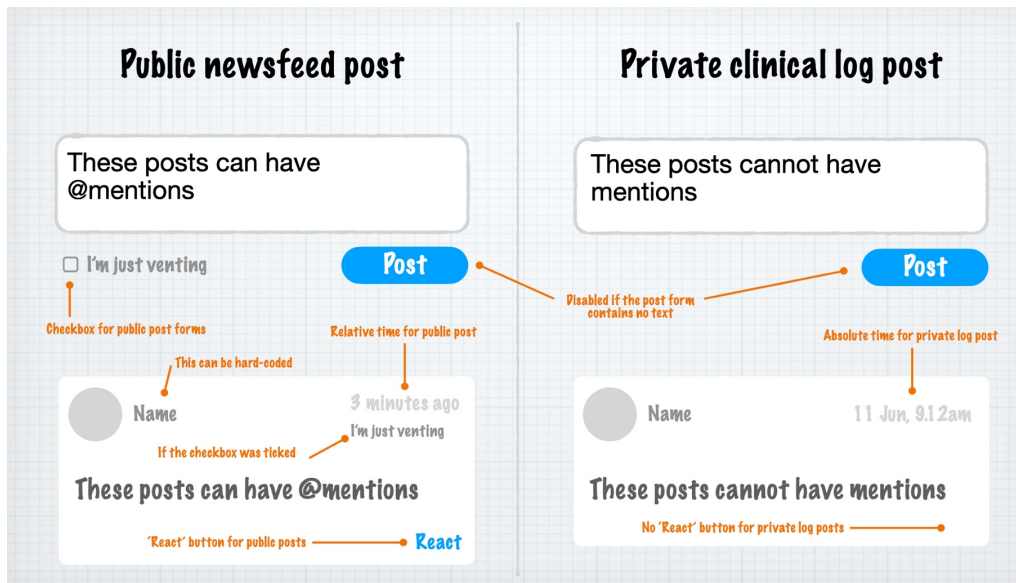 Public newsfeed post
These posts can have
@mentions
I'm just venting
Post
Checkbox for public post forms
Relative time for public post
This can be hard-coded
Name
3 minutes ago
I'm just venting
If the checkbox was ticked
These posts can have @mentions
'React' button for public posts
React
Disabled if the post form
contains no text
Private clinical log post
These posts cannot have
mentions
Post
Absolute time for private log post
Name
11 Jun, 9.12am
These posts cannot have mentions
No 'React' button for private log posts